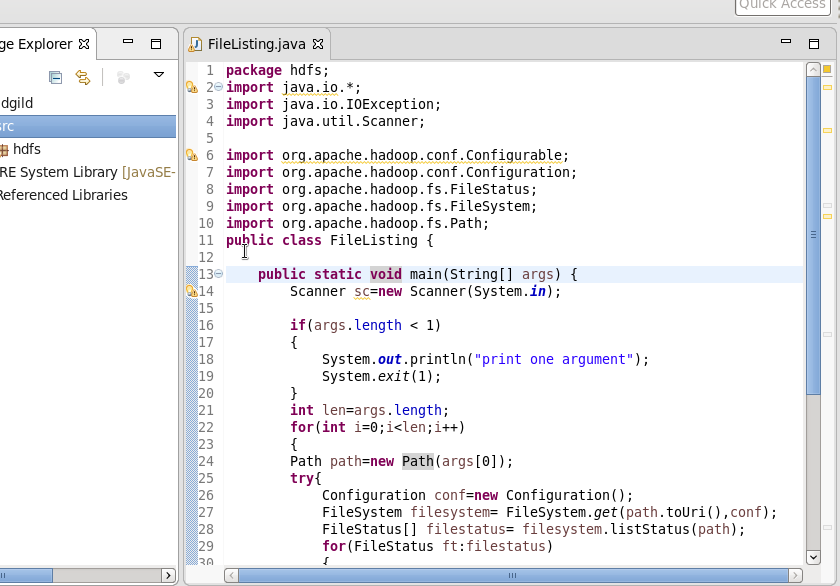 Quick Access
ge Explorer
FileListing.java
dgild
src
hdfs
RE System Library [JavaSE-
Referenced Libraries
1 package hdfs;
2 import java.io.*;
3 import java.io.IOException;
4 import java.util.Scanner;
5
6 import org.apache.hadoop.conf.Configurable;
7 import org.apache.hadoop.conf.Configuration;
8 import org.apache.hadoop.fs.FileStatus;
9 import org.apache.hadoop.fs.FileSystem;
10 import org.apache.hadoop.fs.Path;
11 public class FileListing {
12
13 public static void main(String[] args) {
14 Scanner sc=new Scanner(System.in);
15
16 if(args.length < 1)
17 {
18 System.out.println("print one argument");
19 System.exit(1);
20 }
21 int len=args.length;
22 for(int i=0;i<len;i++)
23 {
24 Path path=new Path(args[0]);
25 try{
26 Configuration conf=new Configuration();
27 FileSystem filesystem= FileSystem.get(path.toUri(),conf);
28 FileStatus[] filestatus= filesystem.listStatus(path);
29 for(FileStatus ft:filestatus)
30 {